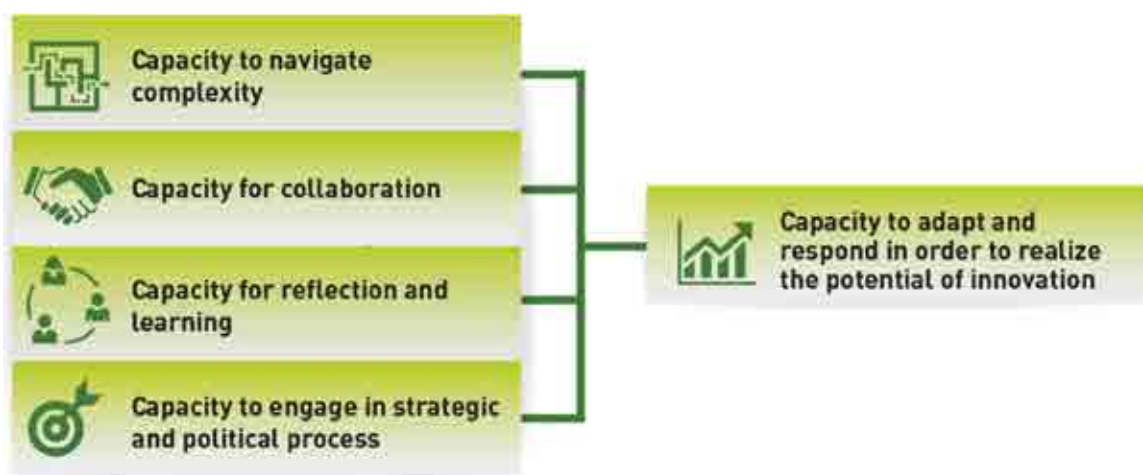 Capacity to navigate
complexity
Capacity for collaboration
Capacity for reflection and
learning
Capacity to engage in strategic
and political process
Capacity to adapt and
respond in order to realize
the potential of innovation